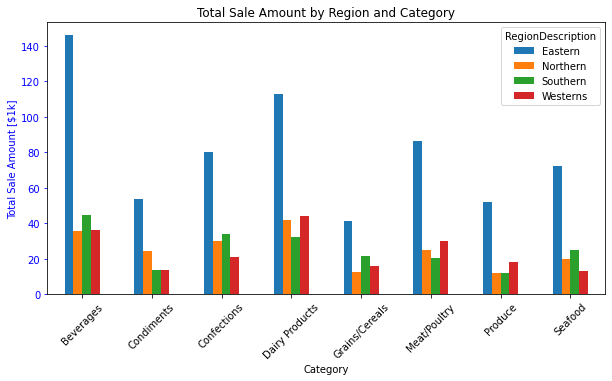 Total Sale Amount by Region and Category
Total Sale Amount [$1k]
140
120
100
80
60
40
20
0
RegionDescription
Eastern
Northern
Southern
Westerns
Beverages
Condiments
Confections
Dairy Products
Grains/Cereals
Meat/Poultry
Produce
Seafood
Category